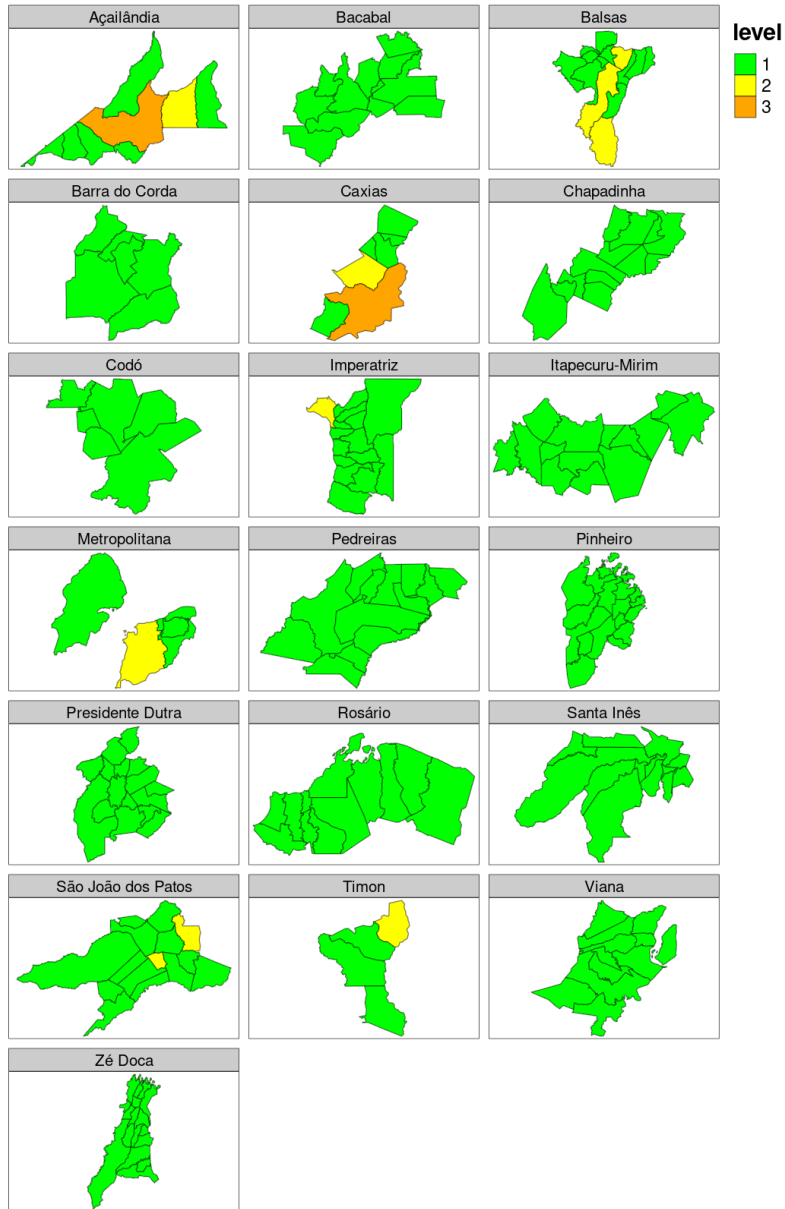 Açailândia
Bacabal
Balsas
level
1
2
3
Barra do Corda
Caxias
Chapadinha
Codó
Imperatriz
Itapecuru-Mirim
Metropolitana
Pedreiras
Pinheiro
Presidente Dutra
Rosário
Santa Inês
São João dos Patos
Timon
Viana
Zé Doca